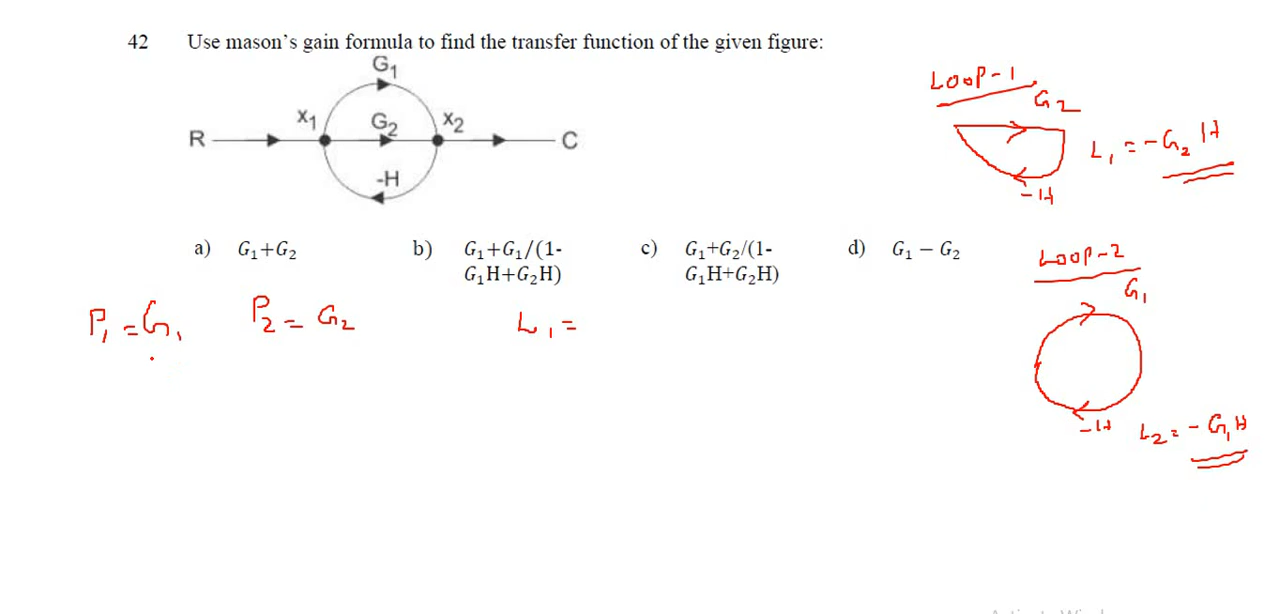 42 Use mason's gain formula to find the transfer function of the given figure:
G₁
X₁ G₂ X₂
R C
-H
a) G₁+G₂ b) G₁+G₁/(1- c) G₁+G₂/(1- d) G₁ − G₂
G₁H+G₂H) G₁H+G₂H)
P₁ = G₁ P₂ = G₂ L₁ =
Loop-1
G₂
L₁ = -G₂ H
-H
Loop-2
G₁
-H L₂ = - G₁ H